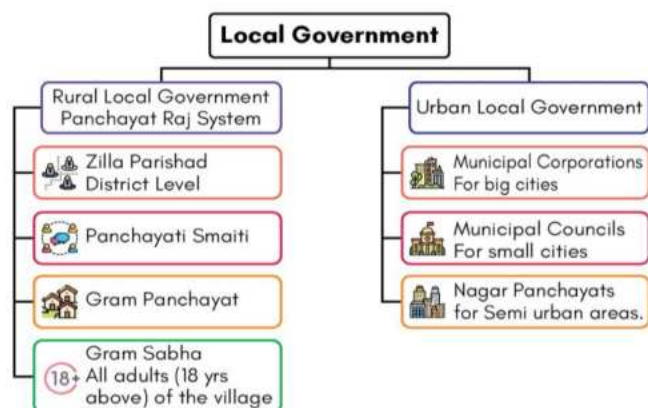 Local Government
Rural Local Government
Panchayat Raj System
Zilla Parishad
District Level
Panchayati Smaiti
Gram Panchayat
18+
Gram Sabha
All adults (18 yrs
above) of the village
Urban Local Government
Municipal Corporations
For big cities
Municipal Councils
For small cities
Nagar Panchayats
for Semi urban areas.